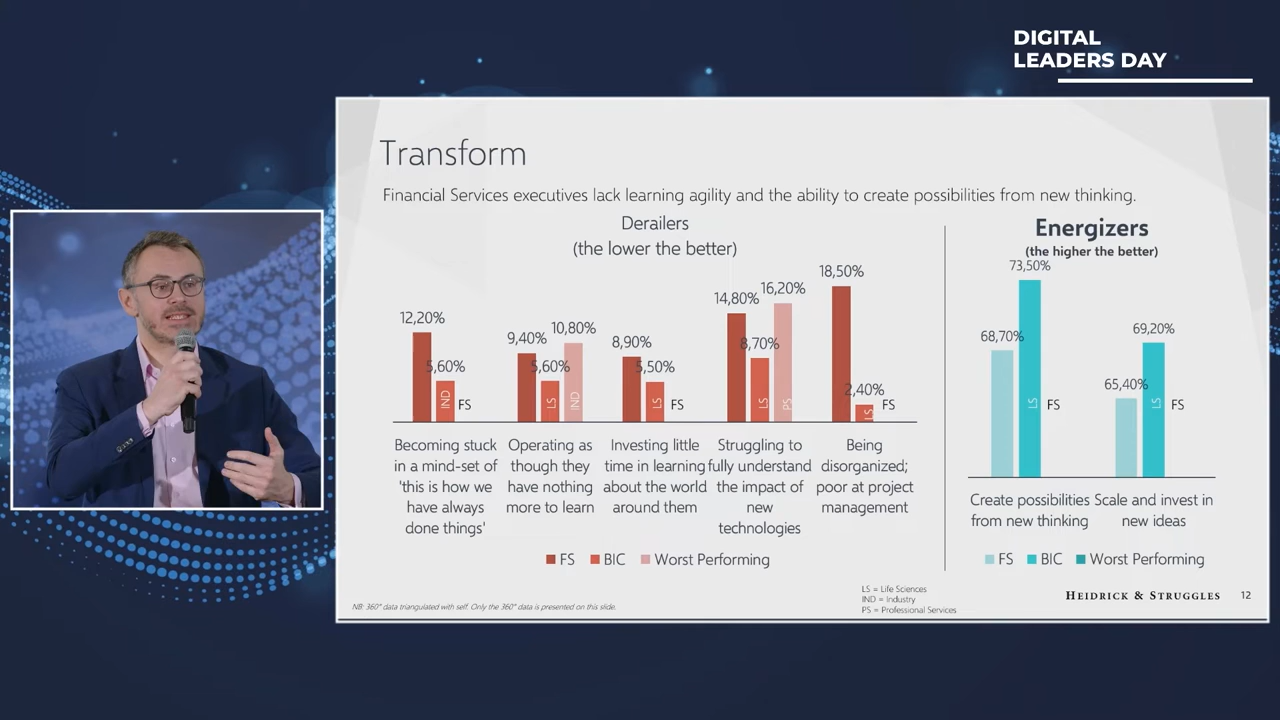 DIGITAL
LEADERS DAY
Transform
Financial Services executives lack learning agility and the ability to create possibilities from new thinking.
Derailers
(the lower the better)
12,20%
5,60%
IND
FS
9,40%
5,60%
10,80%
LS
IND
8,90%
5,50%
LS
FS
14,80%
8,70%
16,20%
LS
PS
18,50%
2,40%
LS
FS
Becoming stuck
in a mind-set of
'this is how we
have always
done things'
Operating as
though they
have nothing
more to learn
Investing little
time in learning
about the world
around them
Struggling to
fully understand
the impact of
new
technologies
Being
disorganized;
poor at project
management
FS BIC Worst Performing
Energizers
(the higher the better)
68,70%
73,50%
LS
FS
65,40%
69,20%
LS
FS
Create possibilities
from new thinking
Scale and invest in
new ideas
FS BIC Worst Performing
NB: 360° data triangulated with self. Only the 360° data is presented on this slide.
LS = Life Sciences
IND = Industry
PS = Professional Services
HEIDRICK & STRUGGLES
12